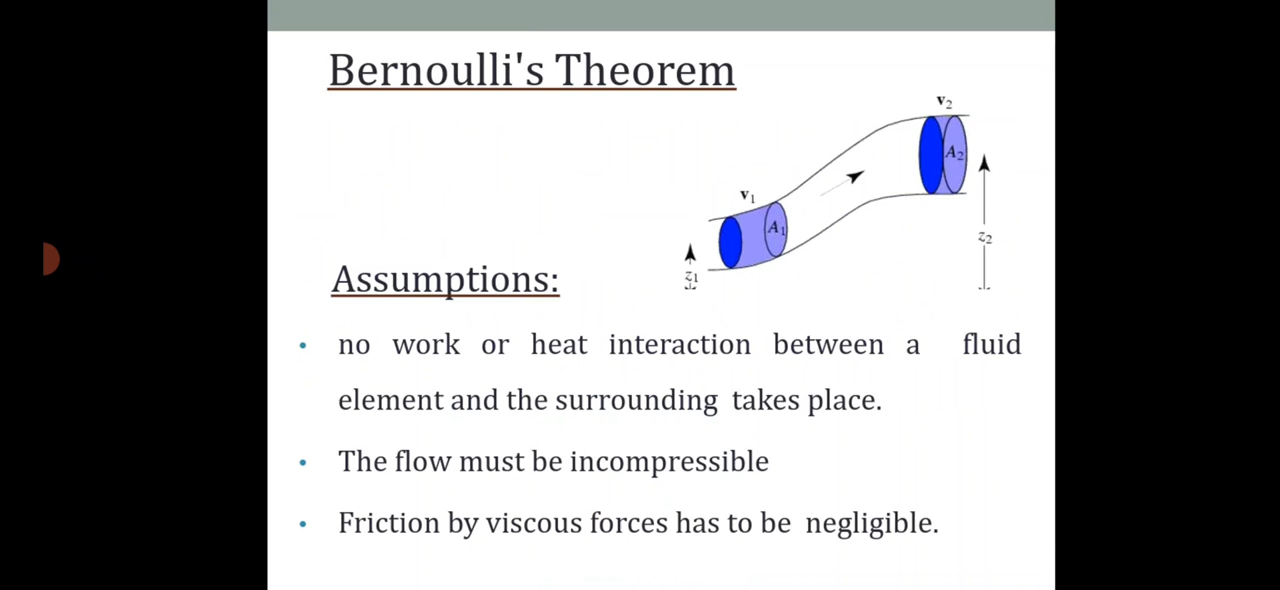 Bernoulli's Theorem
v2
A2
v1
A1
z2
z1
Assumptions:
• no work or heat interaction between a fluid
element and the surrounding takes place.
• The flow must be incompressible
• Friction by viscous forces has to be negligible.